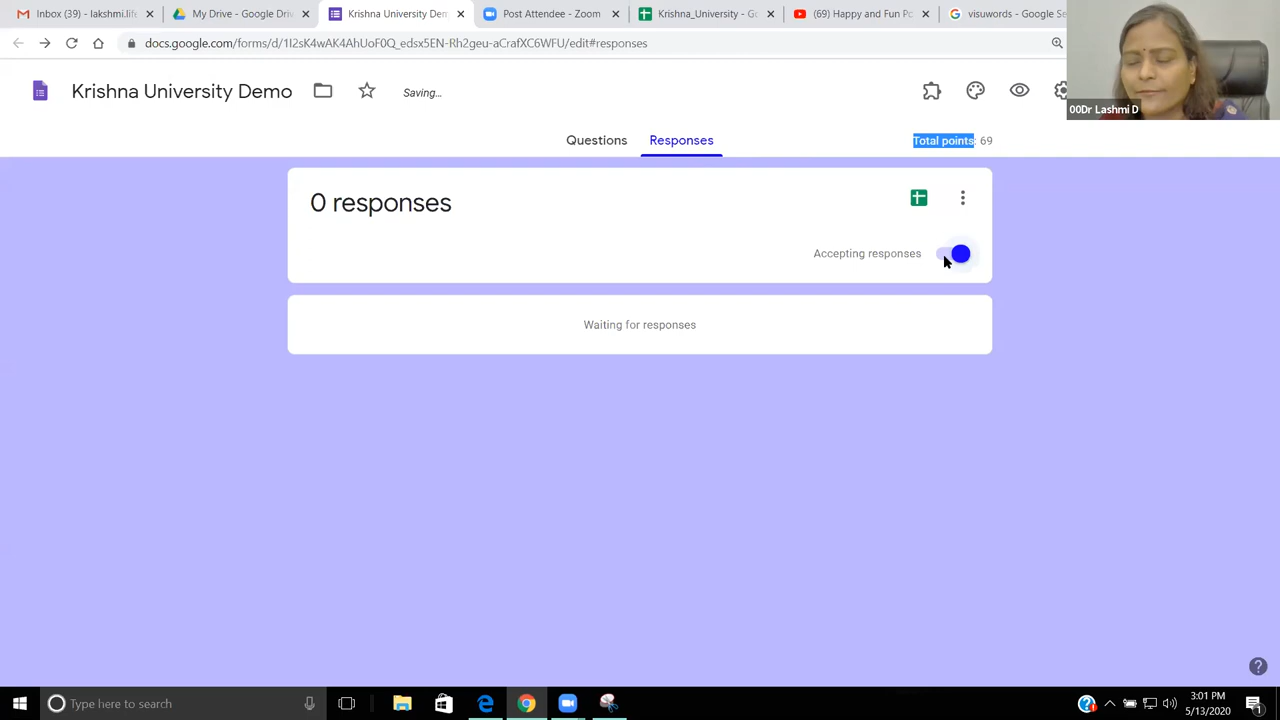 Inbox (39) - lakshmi.life
My Drive - Google Drive
Krishna University Demo
Post Attendee - Zoom
Krishna_University - Go
(69) Happy and Fun Po
visuwords - Google Se
docs.google.com/forms/d/1I2sK4wAK4AhUoF0Q_edsx5EN-Rh2geu-aCrafXC6WFU/edit#responses
Krishna University Demo
Saving...
00Dr Lashmi D
Questions
Responses
Total points: 69
0 responses
Accepting responses
Waiting for responses
Type here to search
3:01 PM
5/13/2020
1